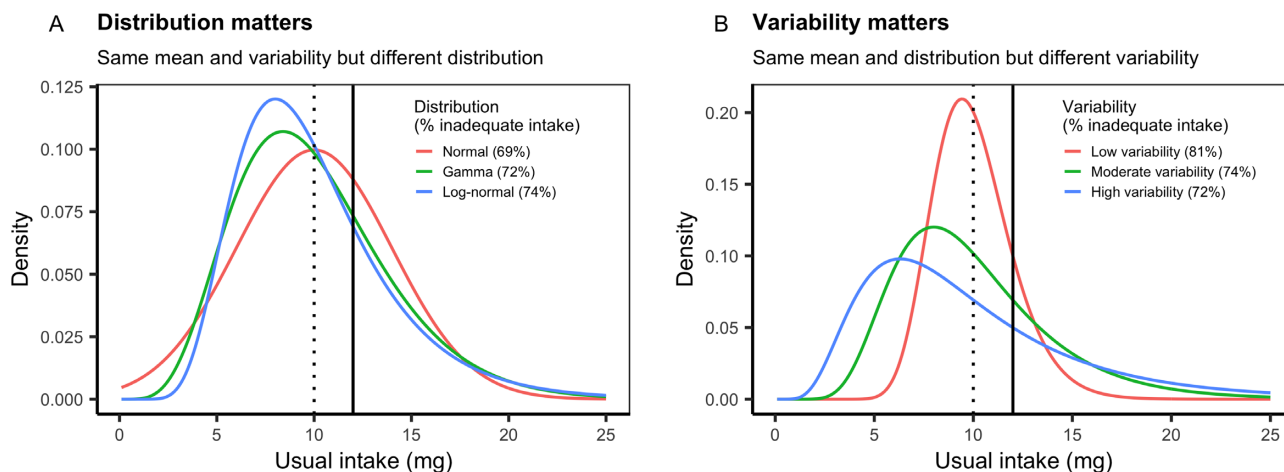 A Distribution matters
Same mean and variability but different distribution
0.125
0.100
0.075
0.050
0.025
0.000
Density
Distribution
(% inadequate intake)
Normal (69%)
Gamma (72%)
Log-normal (74%)
0 5 10 15 20 25
Usual intake (mg)
B Variability matters
Same mean and distribution but different variability
0.20
0.15
0.10
0.05
0.00
Density
Variability
(% inadequate intake)
Low variability (81%)
Moderate variability (74%)
High variability (72%)
0 5 10 15 20 25
Usual intake (mg)